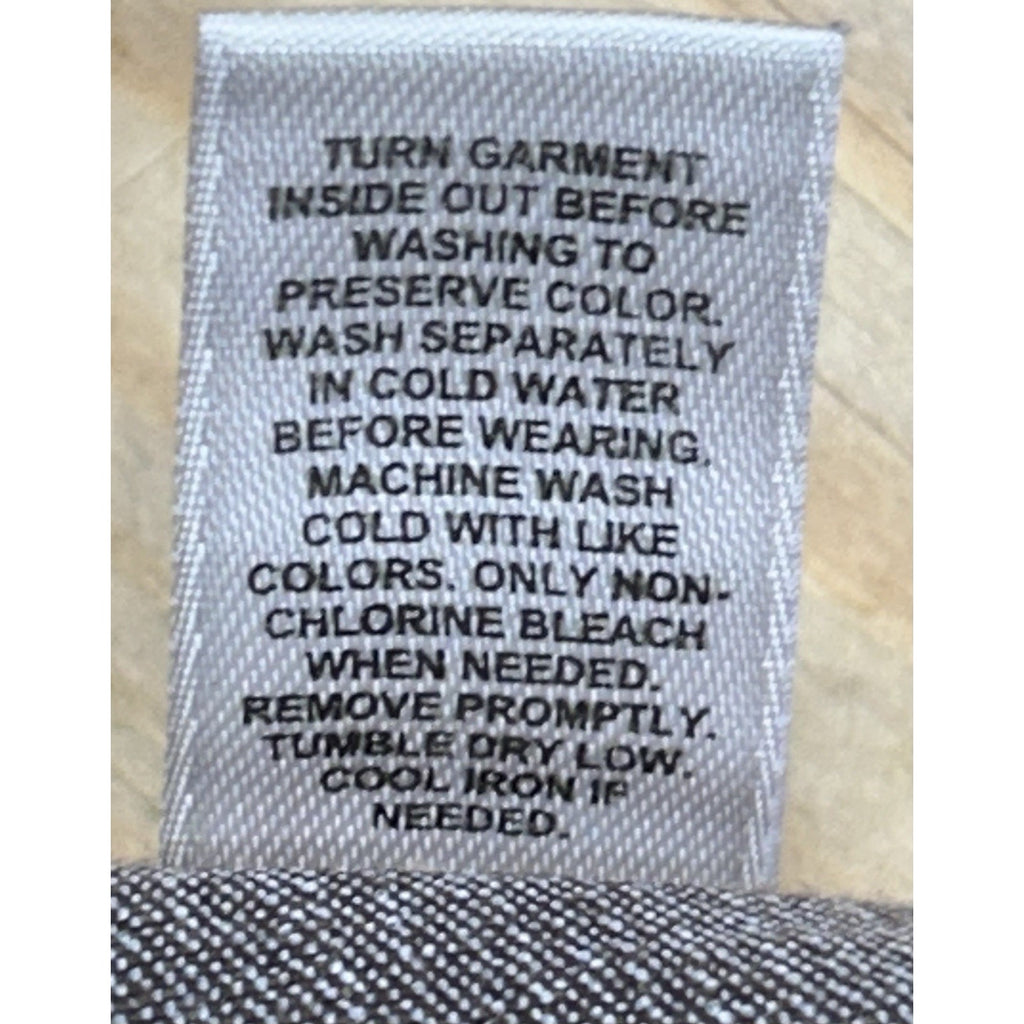 TURN GARMENT
INSIDE OUT BEFORE
WASHING TO
PRESERVE COLOR.
WASH SEPARATELY
IN COLD WATER
BEFORE WEARING.
MACHINE WASH
COLD WITH LIKE
COLORS. ONLY NON-
CHLORINE BLEACH
WHEN NEEDED.
REMOVE PROMPTLY.
TUMBLE DRY LOW.
COOL IRON IF
NEEDED.